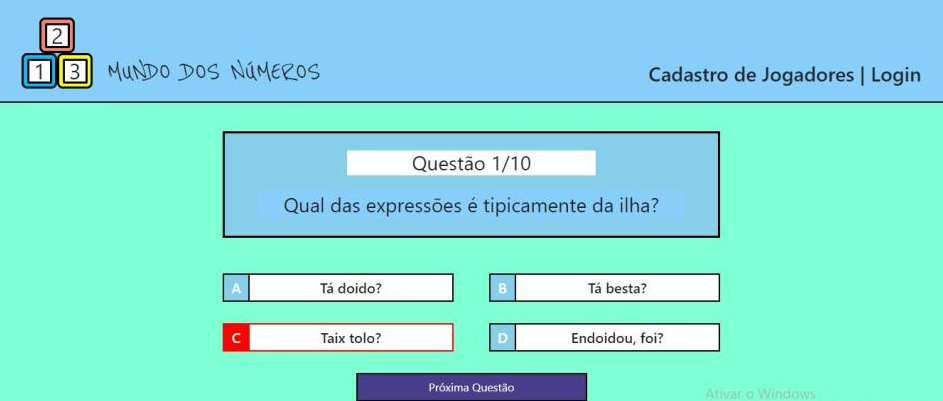 2
1 3 MUNDO DOS NÚMEROS
Cadastro de Jogadores | Login
Questão 1/10
Qual das expressões é tipicamente da ilha?
A Tá doido?
B Tá besta?
C Taix tolo?
D Endoidou, foi?
Próxima Questão
Ativar o Windows